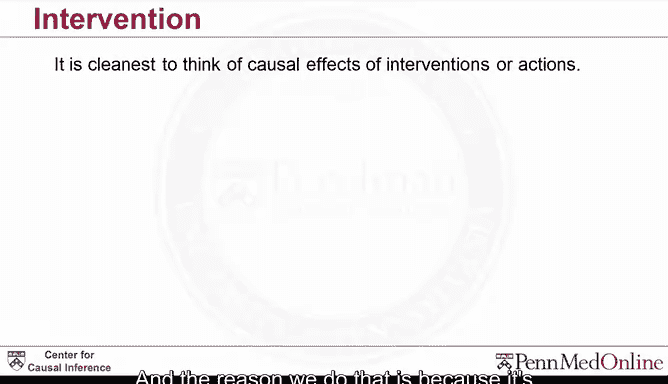 Intervention
It is cleanest to think of causal effects of interventions or actions.
Center for
Causal Inference
PennMedOnline
And the reason we do that is because it's